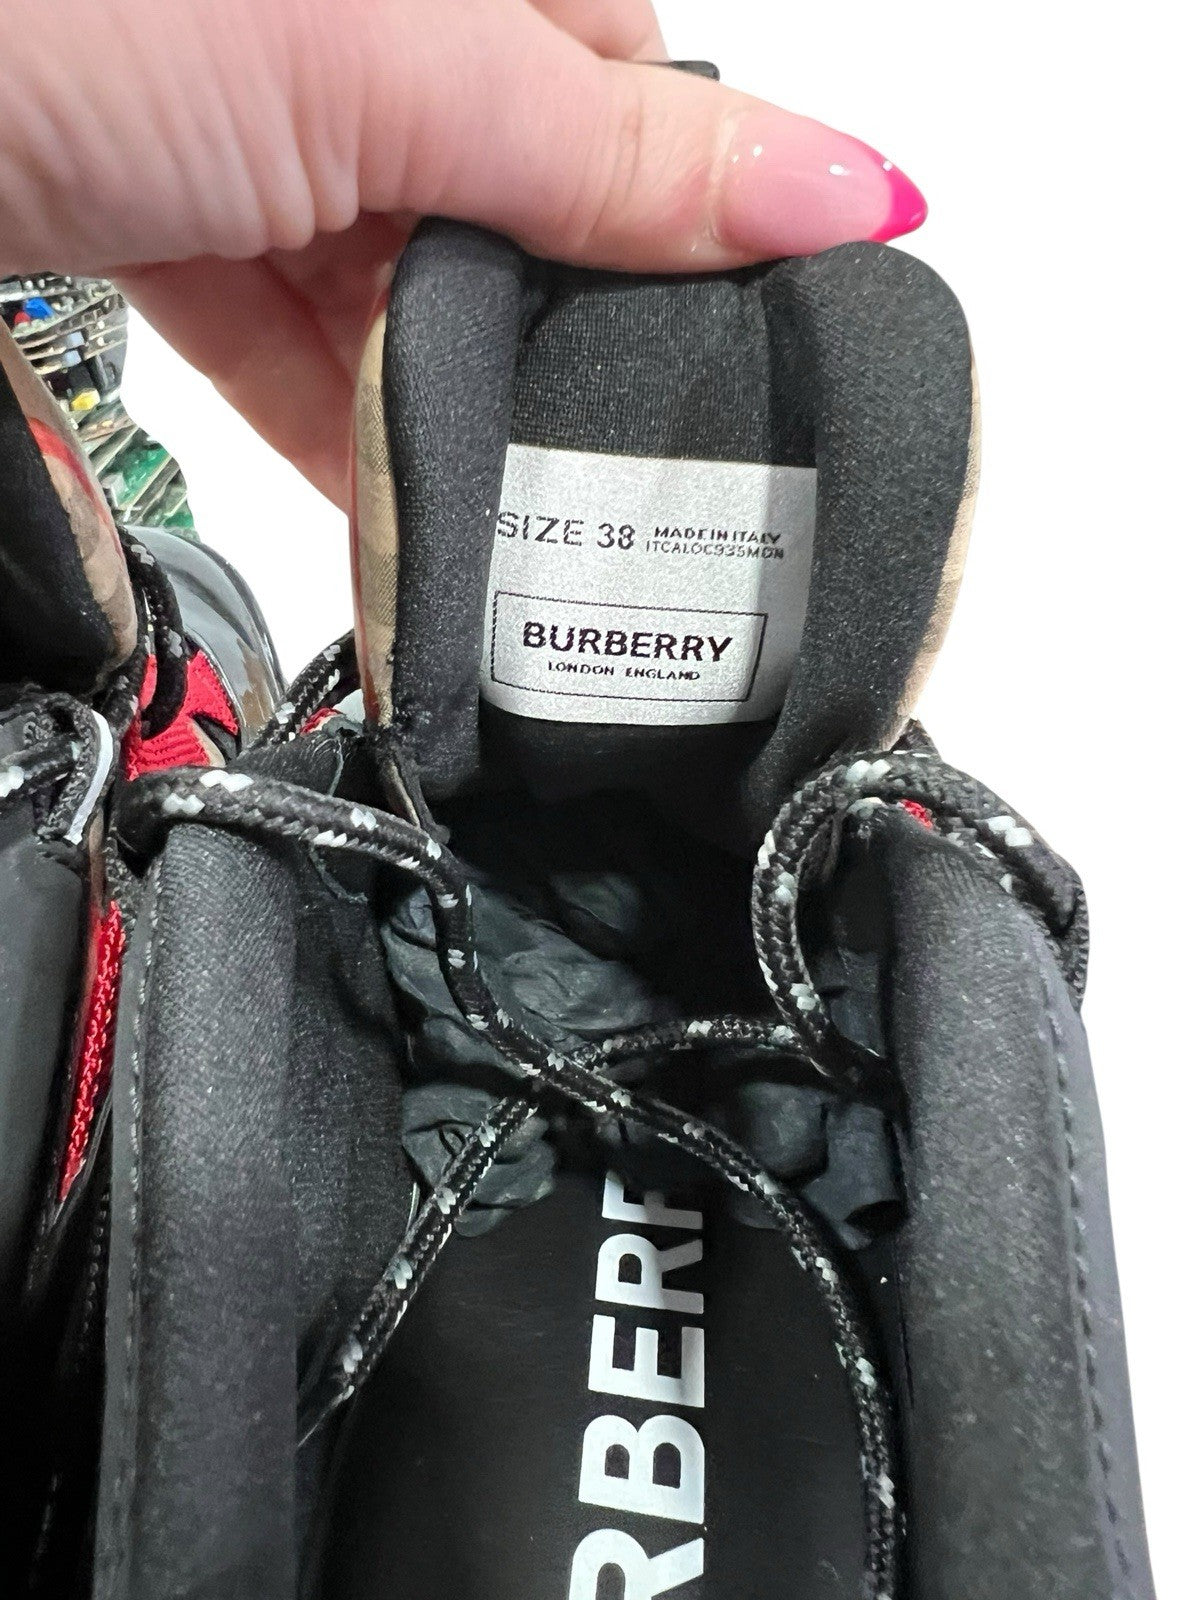 SIZE 38
MADE IN ITALY
ITCALOC935MON
BURBERRY
LONDON ENGLAND
RBERR